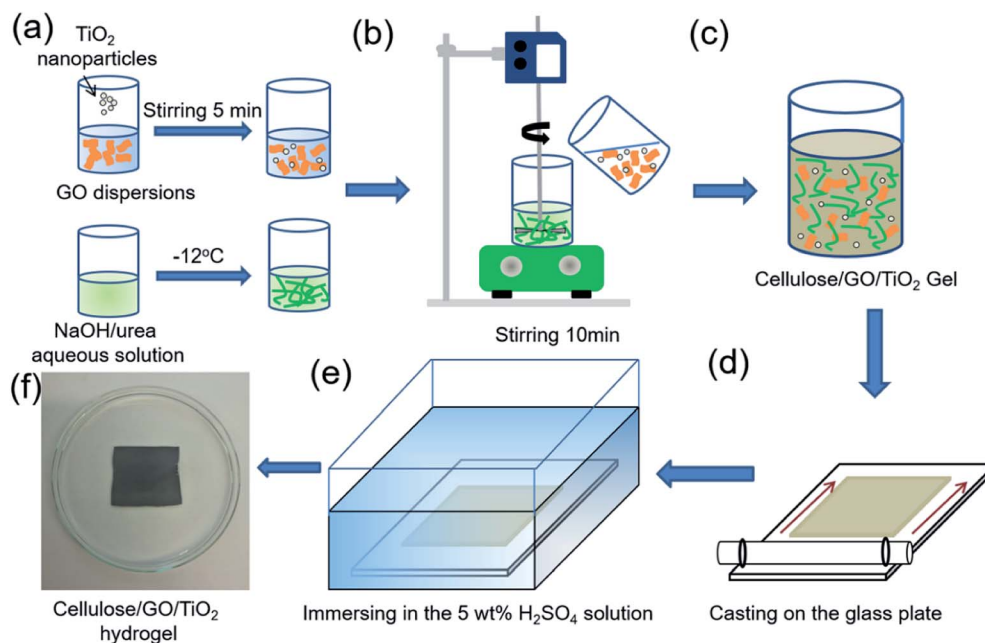 (a)
TiO₂
nanoparticles
Stirring 5 min
GO dispersions
-12°C
NaOH/urea
aqueous solution
(b)
Stirring 10min
(c)
Cellulose/GO/TiO₂ Gel
(d)
Casting on the glass plate
(e)
Immersing in the 5 wt% H₂SO₄ solution
(f)
Cellulose/GO/TiO₂
hydrogel